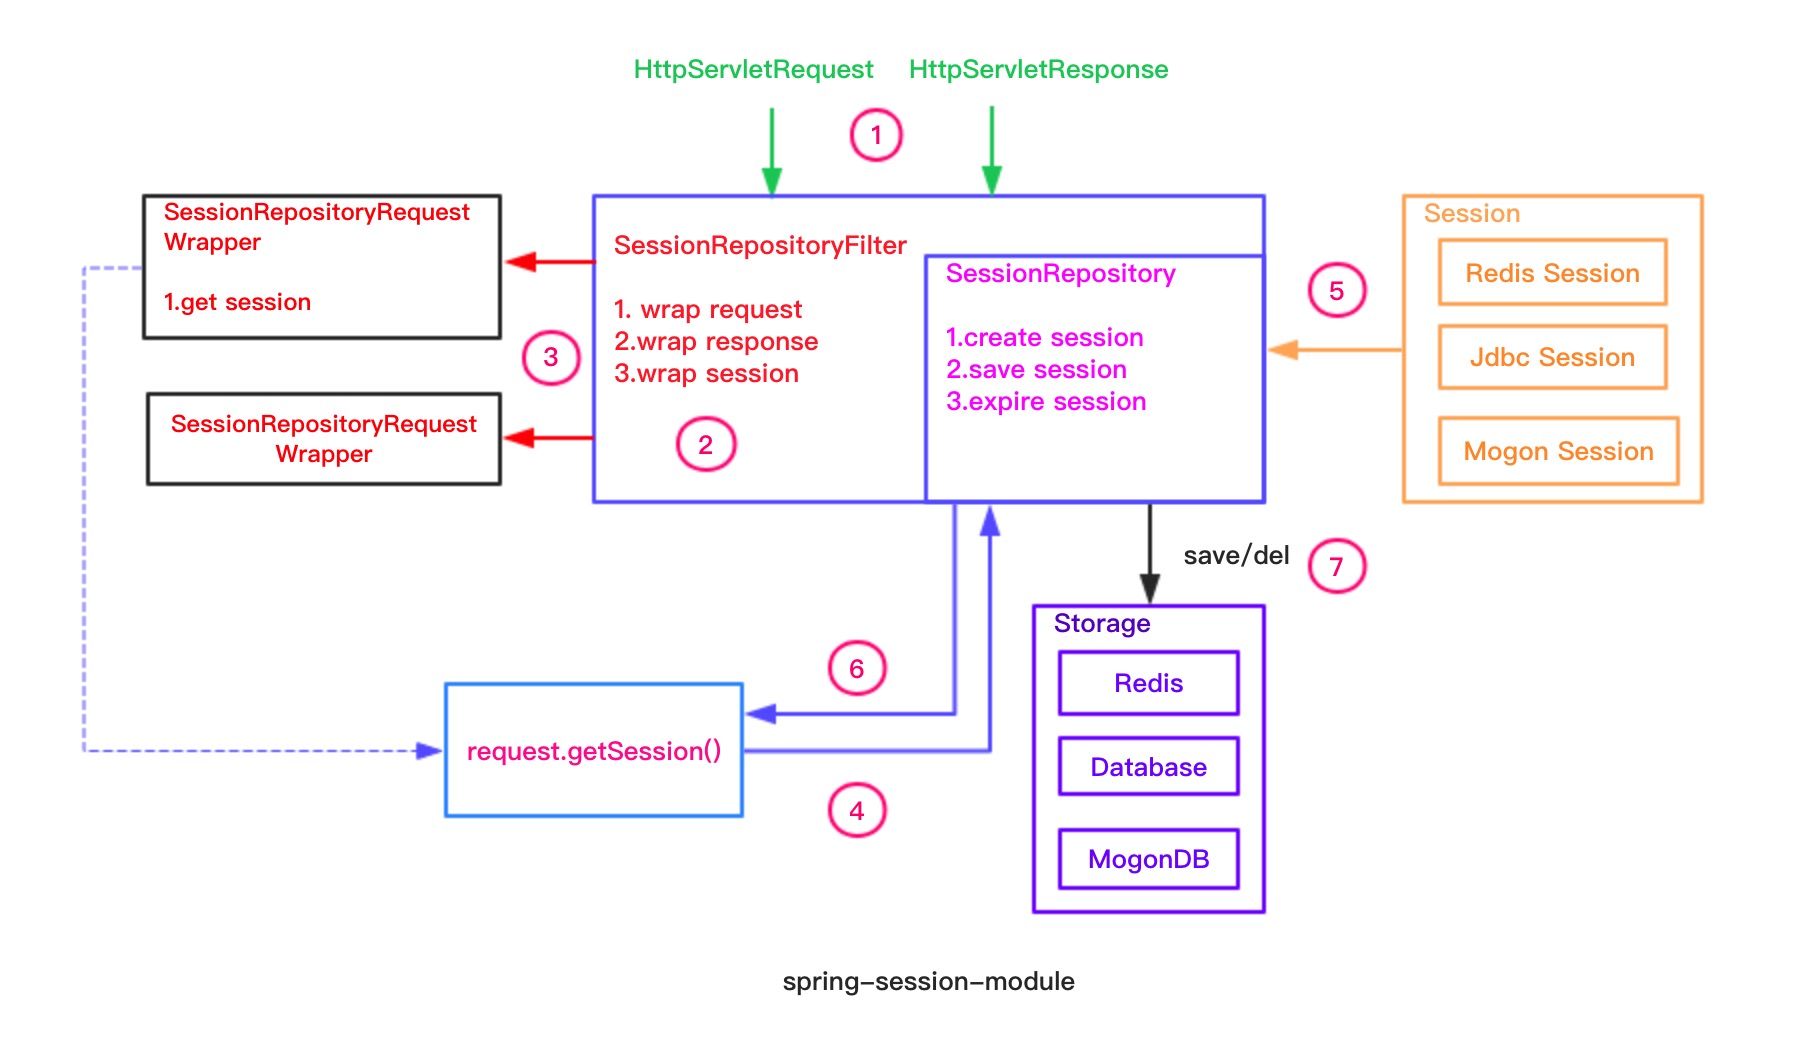 HttpServletRequest HttpServletResponse
1
SessionRepositoryRequest
Wrapper
1.get session
SessionRepositoryRequest
Wrapper
3
SessionRepositoryFilter
1. wrap request
2.wrap response
3.wrap session
2
SessionRepository
1.create session
2.save session
3.expire session
5
Session
Redis Session
Jdbc Session
Mogon Session
save/del
7
6
request.getSession()
4
Storage
Redis
Database
MogonDB
spring-session-module